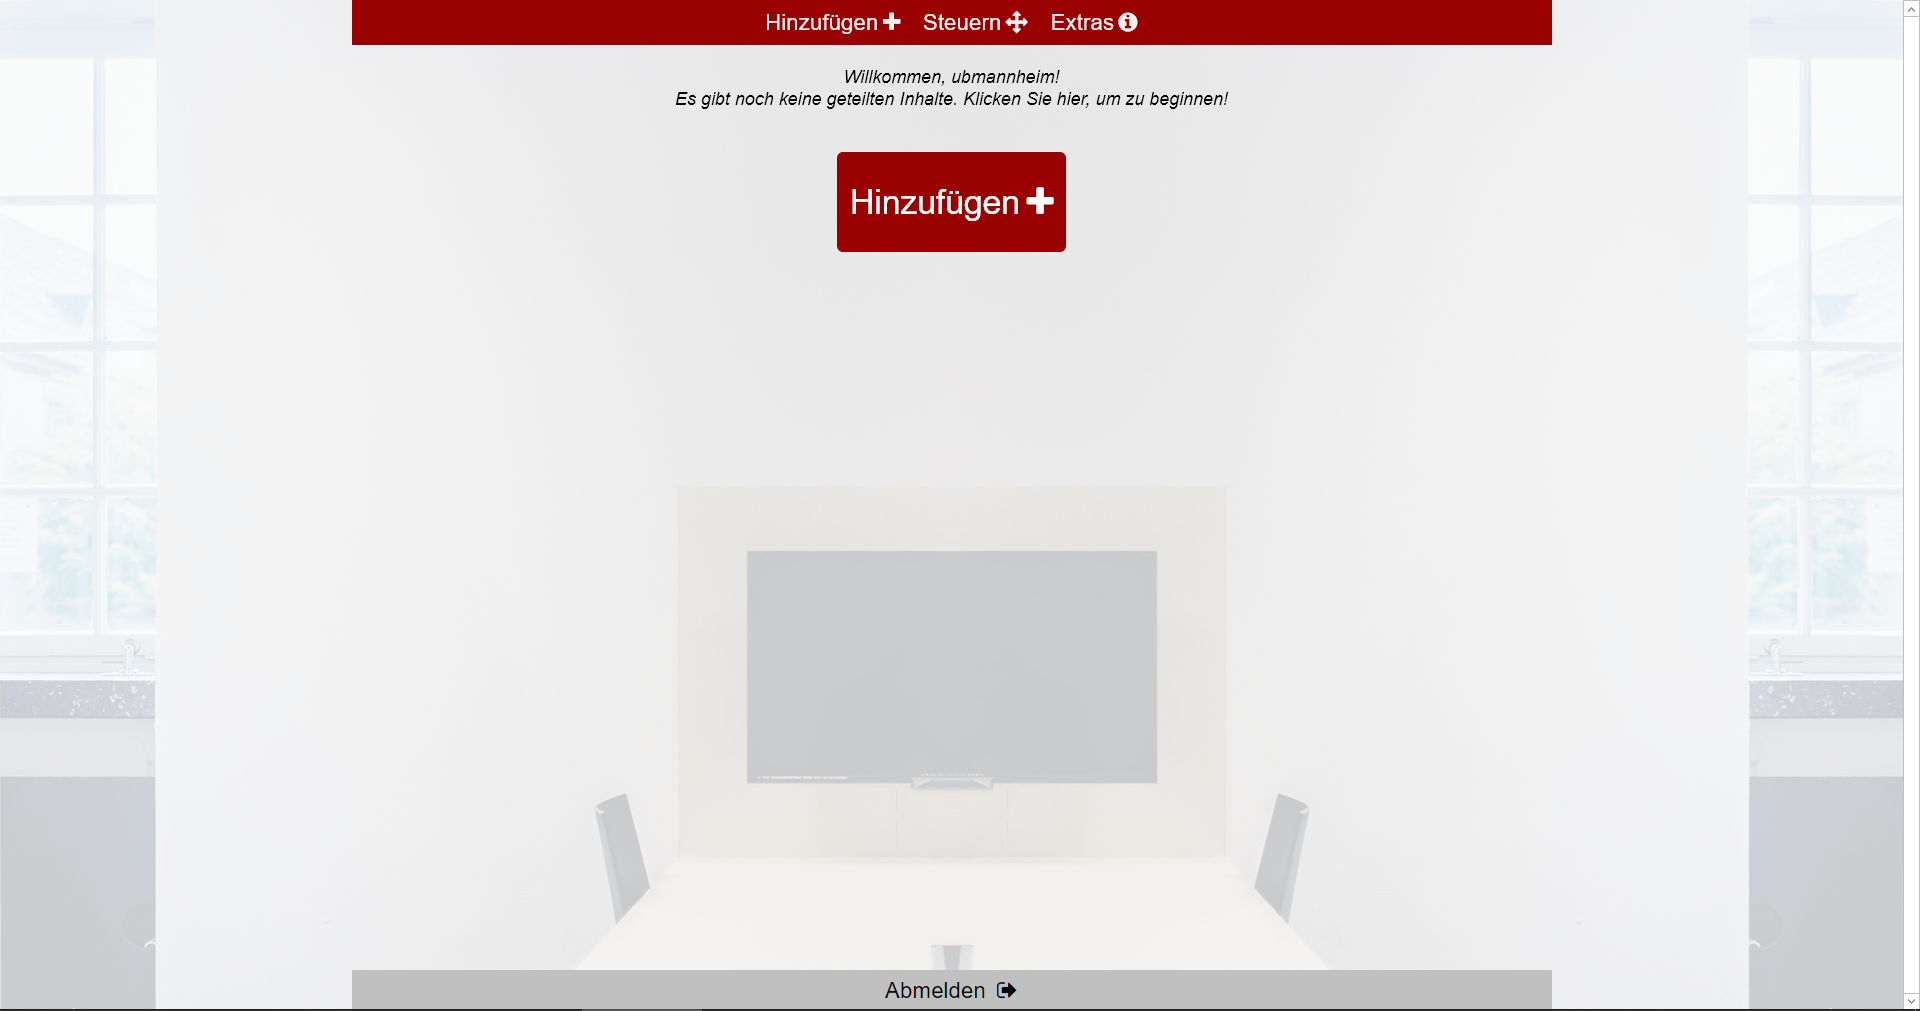 Hinzufügen Steuern Extras
Willkommen, ubmannheim!
Es gibt noch keine geteilten Inhalte. Klicken Sie hier, um zu beginnen!
Hinzufügen
Abmelden